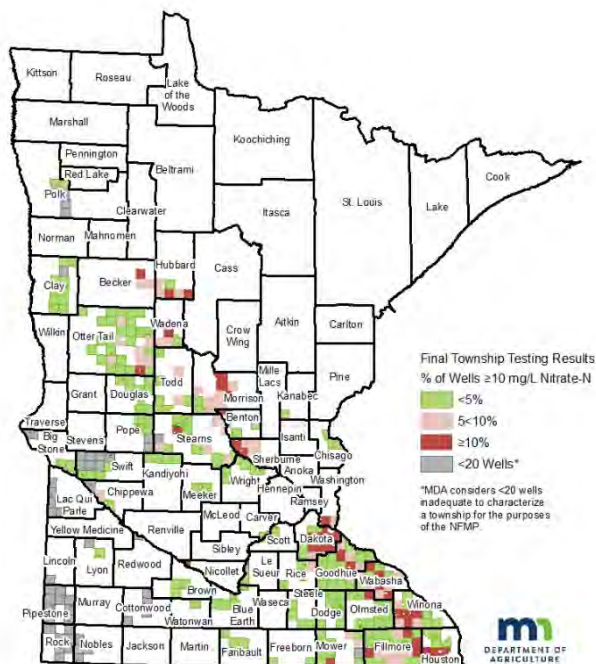 Kittson
Roseau
Lake
of the
Woods
Marshall
Koochiching
Pennington
Red Lake
Beltrami
Cook
Polk
St. Louis
Lake
Clearwater
Itasca
Norman
Mahnomen
Hubbard
Cass
Clay
Becker
Wadena
Aitkin
Carlton
Wilkin
Otter Tail
Crow
Wing
Mille
Lacs
Pine
Todd
Kanabec
Grant
Douglas
Morrison
Benton
Traverse
Big
Stone
Stevens
Pope
Stearns
Isanti
Chisago
Sherburne
Swift
Kandiyohi
Wright
Anoka
Washington
Hennepin
Ramsey
Lac Qui
Parle
Chippewa
Meeker
McLeod
Carver
Yellow Medicine
Renville
Scott
Dakota
Sibley
Lincoln
Lyon
Redwood
Nicollet
Le
Sueur
Rice
Goodhue
Wabasha
Brown
Steele
Pipestone
Murray
Cottonwood
Watonwan
Blue
Earth
Waseca
Dodge
Olmsted
Winona
Rock
Nobles
Jackson
Martin
Faribault
Freeborn
Mower
Fillmore
Houston
Final Township Testing Results
% of Wells ≥10 mg/L Nitrate-N
<5%
5<10%
≥10%
<20 Wells*
*MDA considers <20 wells
inadequate to characterize
a township for the purposes
of the NFMP.
mn
DEPARTMENT OF
AGRICULTURE